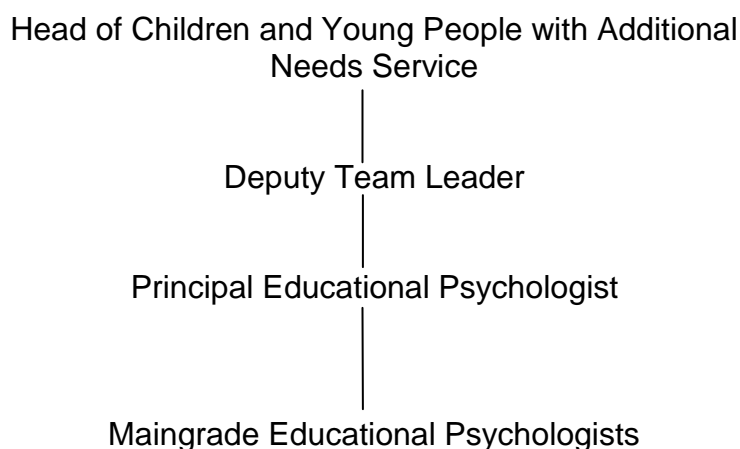 Head of Children and Young People with Additional
Needs Service
Deputy Team Leader
Principal Educational Psychologist
Maingrade Educational Psychologists